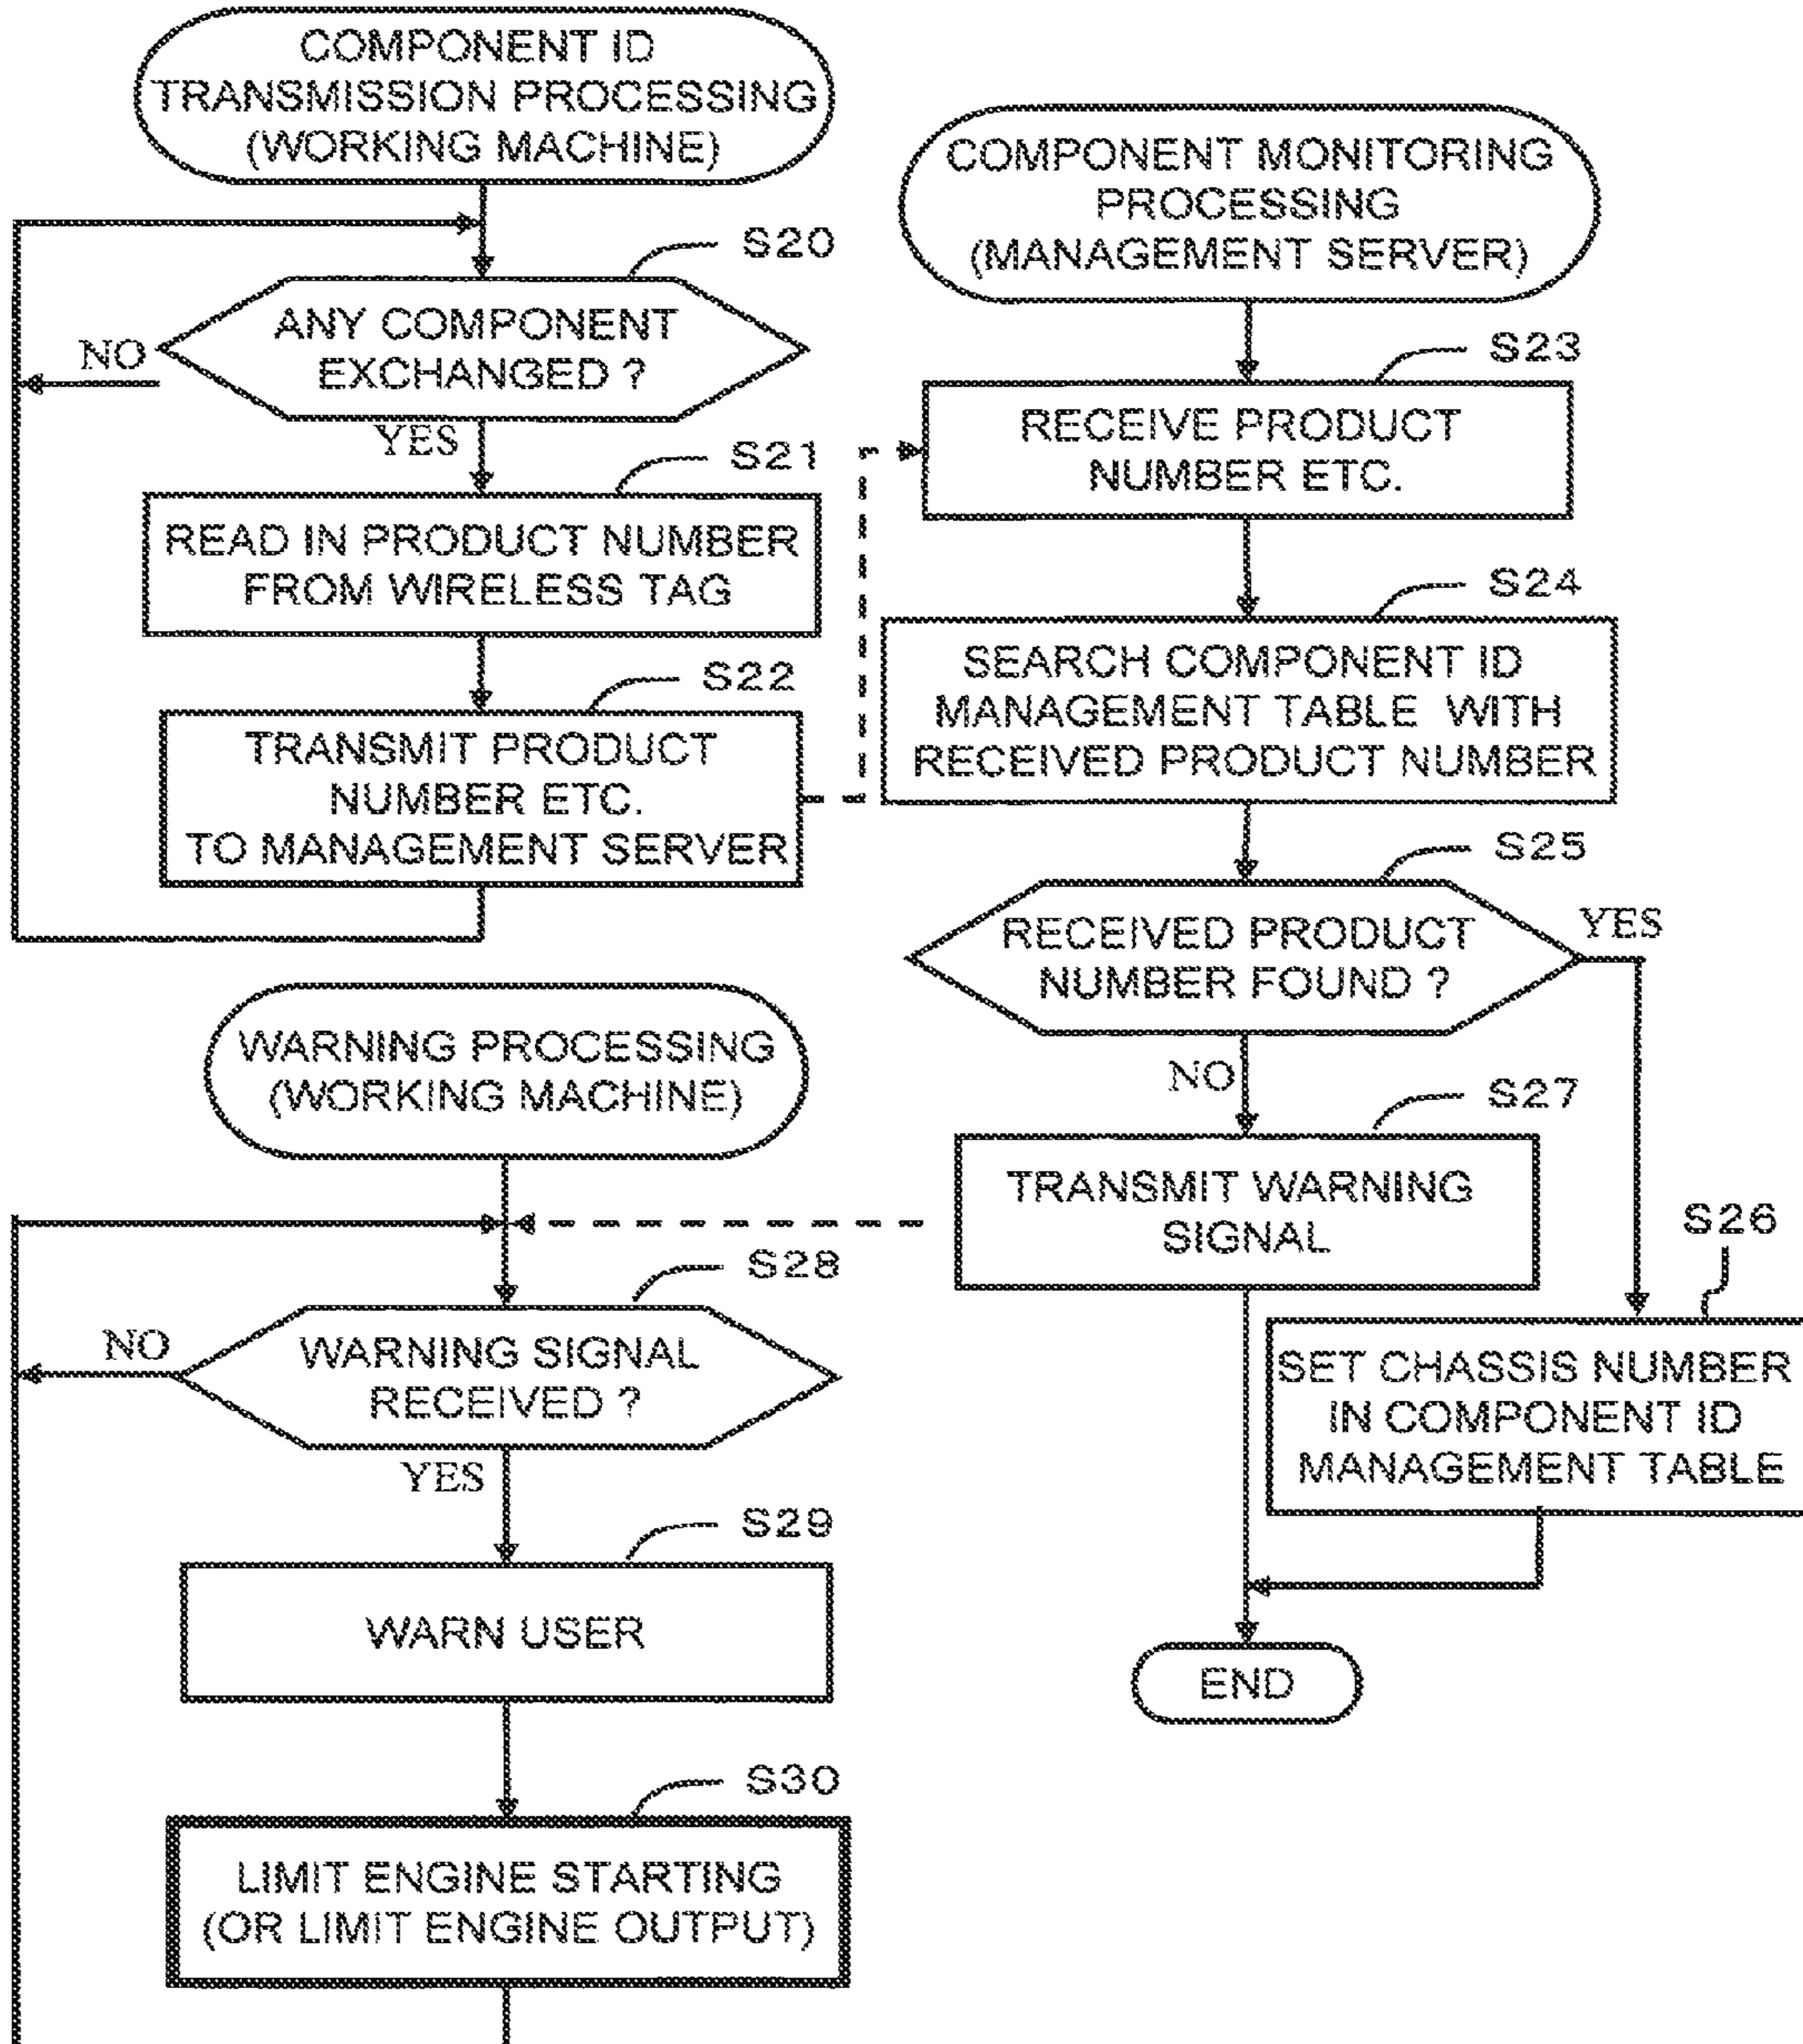 COMPONENT ID
TRANSMISSION PROCESSING
(WORKING MACHINE)
S20
ANY COMPONENT
EXCHANGED ?
NO
YES
S21
READ IN PRODUCT NUMBER
FROM WIRELESS TAG
S22
TRANSMIT PRODUCT
NUMBER ETC.
TO MANAGEMENT SERVER
COMPONENT MONITORING
PROCESSING
(MANAGEMENT SERVER)
S23
RECEIVE PRODUCT
NUMBER ETC.
S24
SEARCH COMPONENT ID
MANAGEMENT TABLE WITH
RECEIVED PRODUCT NUMBER
S25
RECEIVED PRODUCT
NUMBER FOUND ?
YES
NO
S27
TRANSMIT WARNING
SIGNAL
S26
SET CHASSIS NUMBER
IN COMPONENT ID
MANAGEMENT TABLE
END
WARNING PROCESSING
(WORKING MACHINE)
S28
WARNING SIGNAL
RECEIVED ?
NO
YES
S29
WARN USER
S30
LIMIT ENGINE STARTING
(OR LIMIT ENGINE OUTPUT)